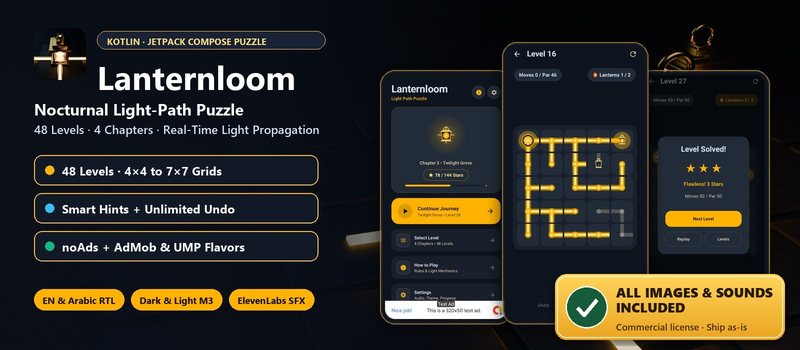 KOTLIN · JETPACK COMPOSE PUZZLE
Lanternloom
Nocturnal Light-Path Puzzle
48 Levels · 4 Chapters · Real-Time Light Propagation
48 Levels · 4×4 to 7×7 Grids
Smart Hints + Unlimited Undo
noAds + AdMob & UMP Flavors
EN & Arabic RTL
Dark & Light M3
ElevenLabs SFX
Lanternloom
Light Path Puzzle
Chapter 3 · Twilight Grove
78 / 144 Stars
Continue Journey
Twilight Grove · Level 28
Select Level
4 Chapters · 48 Levels
How to Play
Rules & Light Mechanics
Settings
Audio, Theme, Progress
Test Ad
Nice job!
This is a 320x50 test ad.
Level 16
Moves 0 / Par 46
Lanterns 1 / 2
Undo
Level 27
Moves 50 / Par 50
Lanterns 3 / 3
Level Solved!
Flawless! 3 Stars
Moves 50 / Par 50
Next Level
Replay
Levels
ALL IMAGES & SOUNDS
INCLUDED
Commercial license · Ship as-is